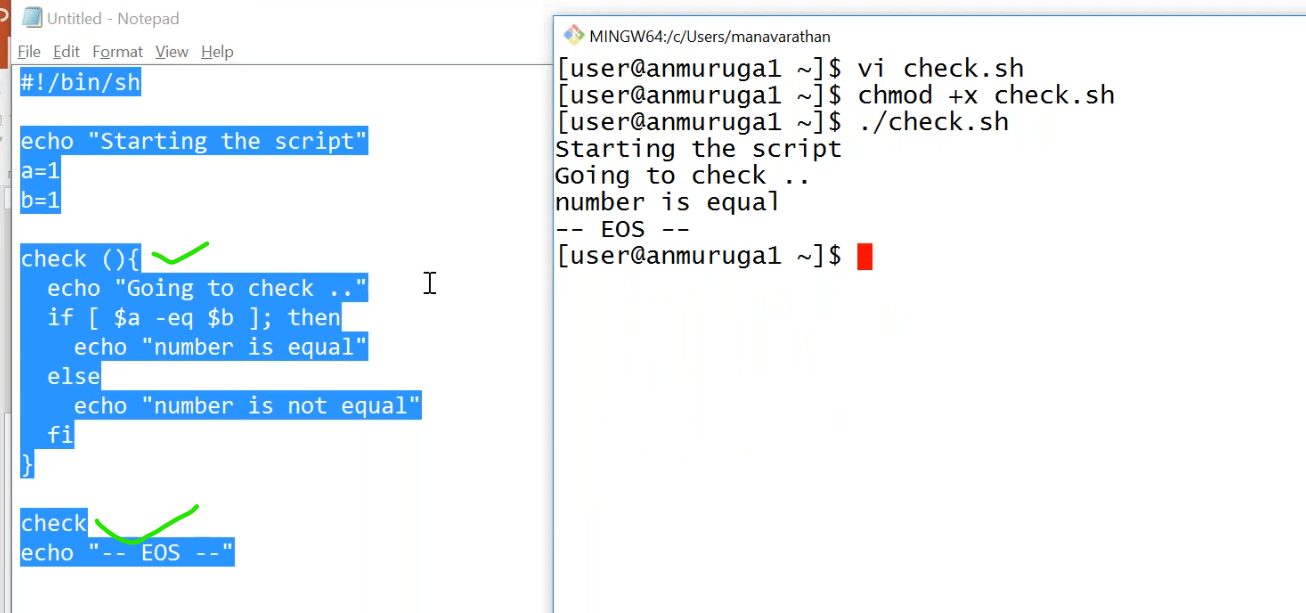 Untitled - Notepad
File Edit Format View Help
#!/bin/sh
echo "Starting the script"
a=1
b=1
check (){
  echo "Going to check .."
  if [ $a -eq $b ]; then
    echo "number is equal"
  else
    echo "number is not equal"
  fi
}
check
echo "-- EOS --"
MINGW64:/c/Users/manavarathan
[user@anmuruga1 ~]$ vi check.sh
[user@anmuruga1 ~]$ chmod +x check.sh
[user@anmuruga1 ~]$ ./check.sh
Starting the script
Going to check ..
number is equal
-- EOS --
[user@anmuruga1 ~]$